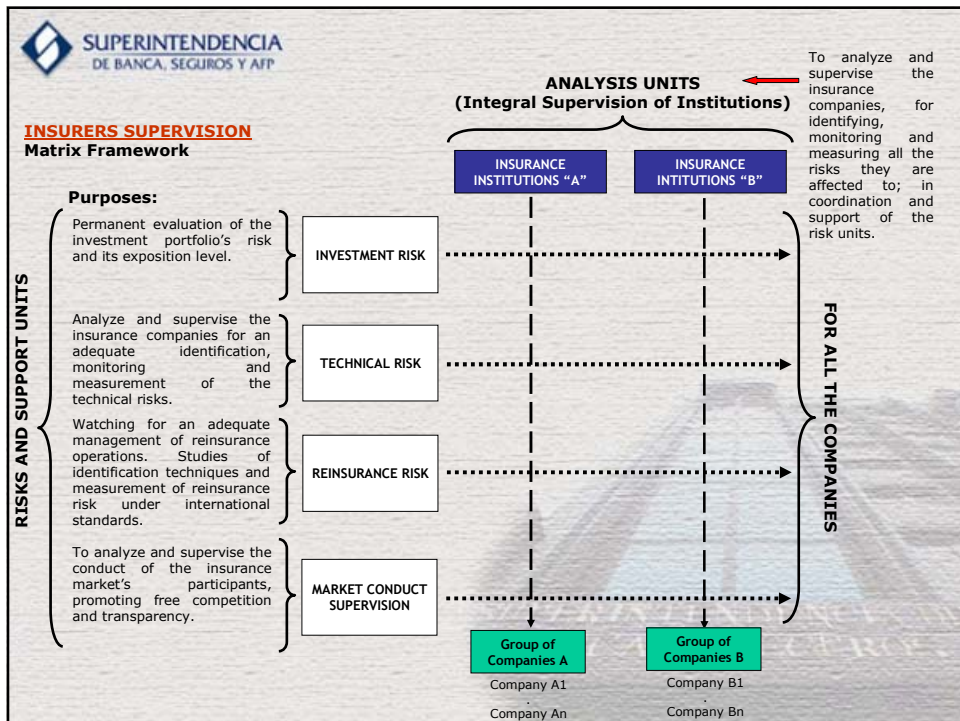 SUPERINTENDENCIA
DE BANCA, SEGUROS Y AFP
INSURERS SUPERVISION
Matrix Framework
ANALYSIS UNITS
(Integral Supervision of Institutions)
To analyze and
supervise the
insurance
companies, for
identifying,
monitoring and
measuring all the
risks they are
affected to; in
coordination and
support of the
risk units.
INSURANCE
INSTITUTIONS “A”
INSURANCE
INTITUTIONS “B”
RISKS AND SUPPORT UNITS
Purposes:
Permanent evaluation of the
investment portfolio’s risk
and its exposition level.
INVESTMENT RISK
Analyze and supervise the
insurance companies for an
adequate identification,
monitoring and
measurement of the
technical risks.
TECHNICAL RISK
Watching for an adequate
management of reinsurance
operations. Studies of
identification techniques and
measurement of reinsurance
risk under international
standards.
REINSURANCE RISK
To analyze and supervise the
conduct of the insurance
market’s participants,
promoting free competition
and transparency.
MARKET CONDUCT
SUPERVISION
FOR ALL THE COMPANIES
Group of
Companies A
Company A1
.
Company An
Group of
Companies B
Company B1
.
Company Bn